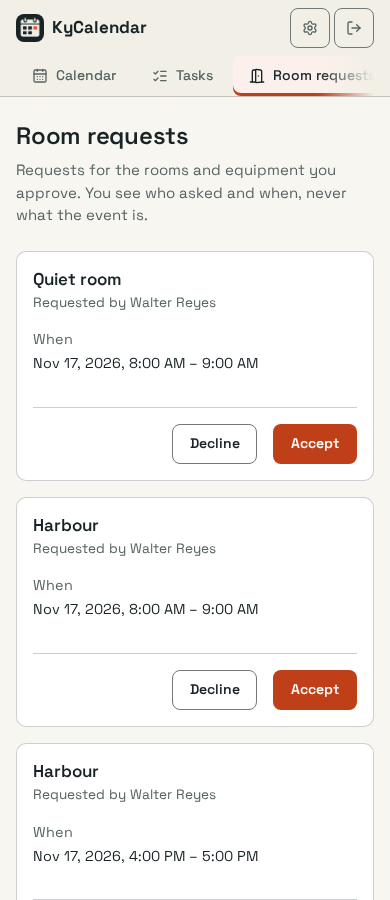 KyCalendar
Calendar
Tasks
Room requests
Room requests
Requests for the rooms and equipment you
approve. You see who asked and when, never
what the event is.
Quiet room
Requested by Walter Reyes
When
Nov 17, 2026, 8:00 AM – 9:00 AM
Decline
Accept
Harbour
Requested by Walter Reyes
When
Nov 17, 2026, 8:00 AM – 9:00 AM
Decline
Accept
Harbour
Requested by Walter Reyes
When
Nov 17, 2026, 4:00 PM – 5:00 PM